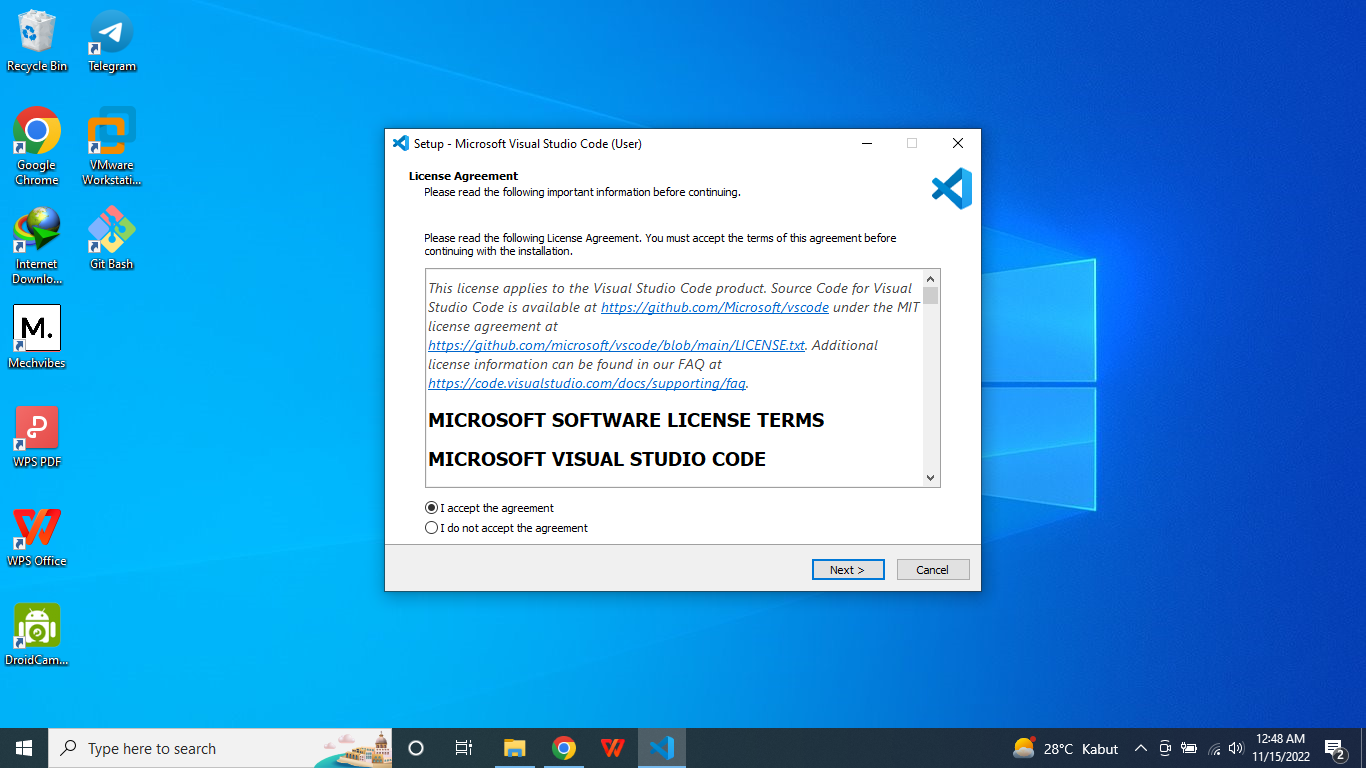 Recycle Bin
Telegram
Google
Chrome
VMware
Workstati...
Internet
Downlo...
Git Bash
M.
Mechvibes
WPS PDF
WPS Office
DroidCam...
Setup - Microsoft Visual Studio Code (User)
License Agreement
Please read the following important information before continuing.
Please read the following License Agreement. You must accept the terms of this agreement before
continuing with the installation.
This license applies to the Visual Studio Code product. Source Code for Visual
Studio Code is available at https://github.com/Microsoft/vscode under the MIT
license agreement at
https://github.com/microsoft/vscode/blob/main/LICENSE.txt. Additional
license information can be found in our FAQ at
https://code.visualstudio.com/docs/supporting/faq.
MICROSOFT SOFTWARE LICENSE TERMS
MICROSOFT VISUAL STUDIO CODE
I accept the agreement
I do not accept the agreement
Next >
Cancel
Type here to search
28°C Kabut
12:48 AM
11/15/2022
2